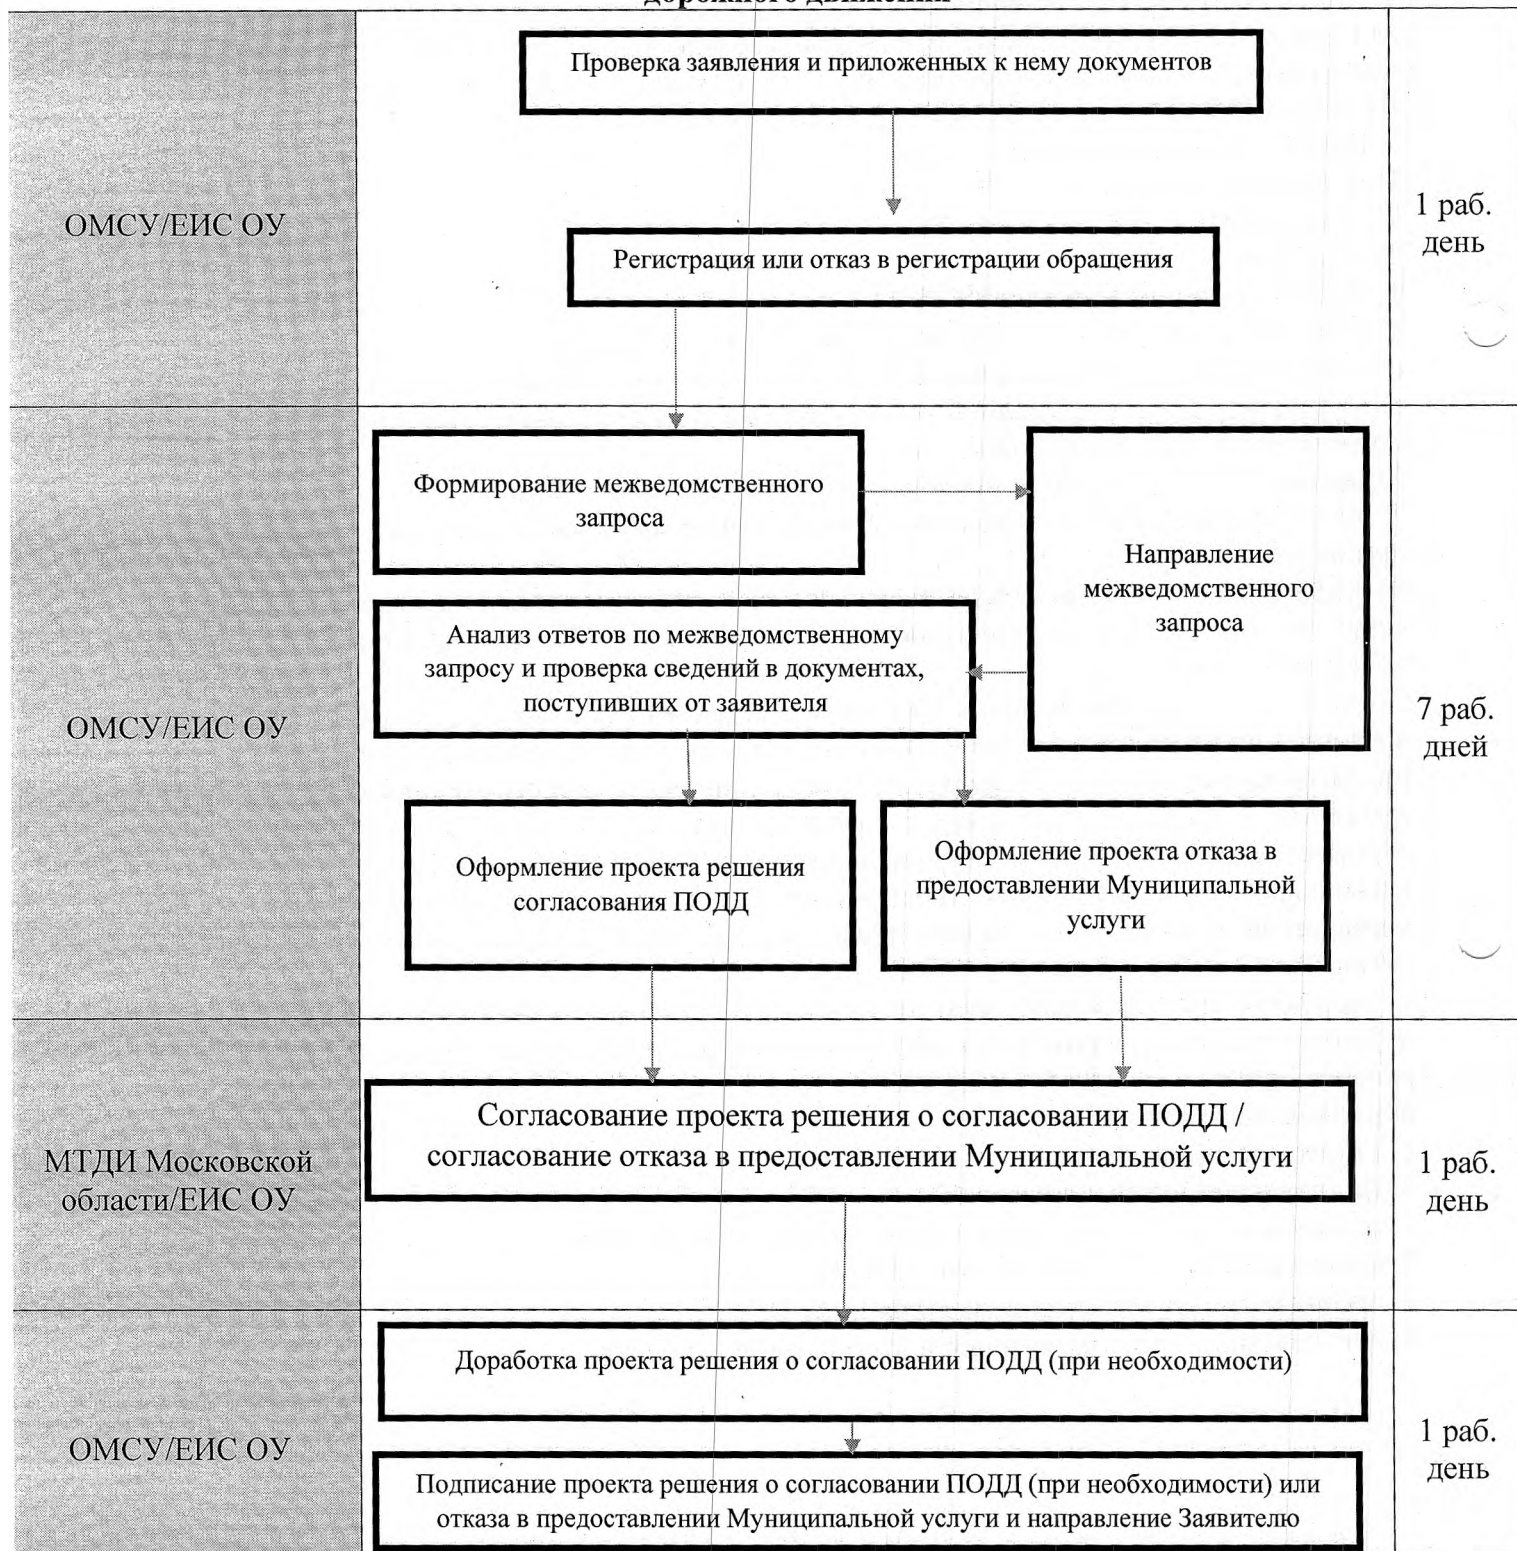 дорожного движения
Проверка заявления и приложенных к нему документов
ОМСУ/ЕИС ОУ
1 раб.
день
Регистрация или отказ в регистрации обращения
Формирование межведомственного
запроса
Направление
межведомственного
запроса
Анализ ответов по межведомственному
запросу и проверка сведений в документах,
поступивших от заявителя
ОМСУ/ЕИС ОУ
7 раб.
дней
Оформление проекта решения
согласования ПОДД
Оформление проекта отказа в
предоставлении Муниципальной
услуги
МТДИ Московской
области/ЕИС ОУ
Согласование проекта решения о согласовании ПОДД /
согласование отказа в предоставлении Муниципальной услуги
1 раб.
день
Доработка проекта решения о согласовании ПОДД (при необходимости)
ОМСУ/ЕИС ОУ
1 раб.
день
Подписание проекта решения о согласовании ПОДД (при необходимости) или
отказа в предоставлении Муниципальной услуги и направление Заявителю